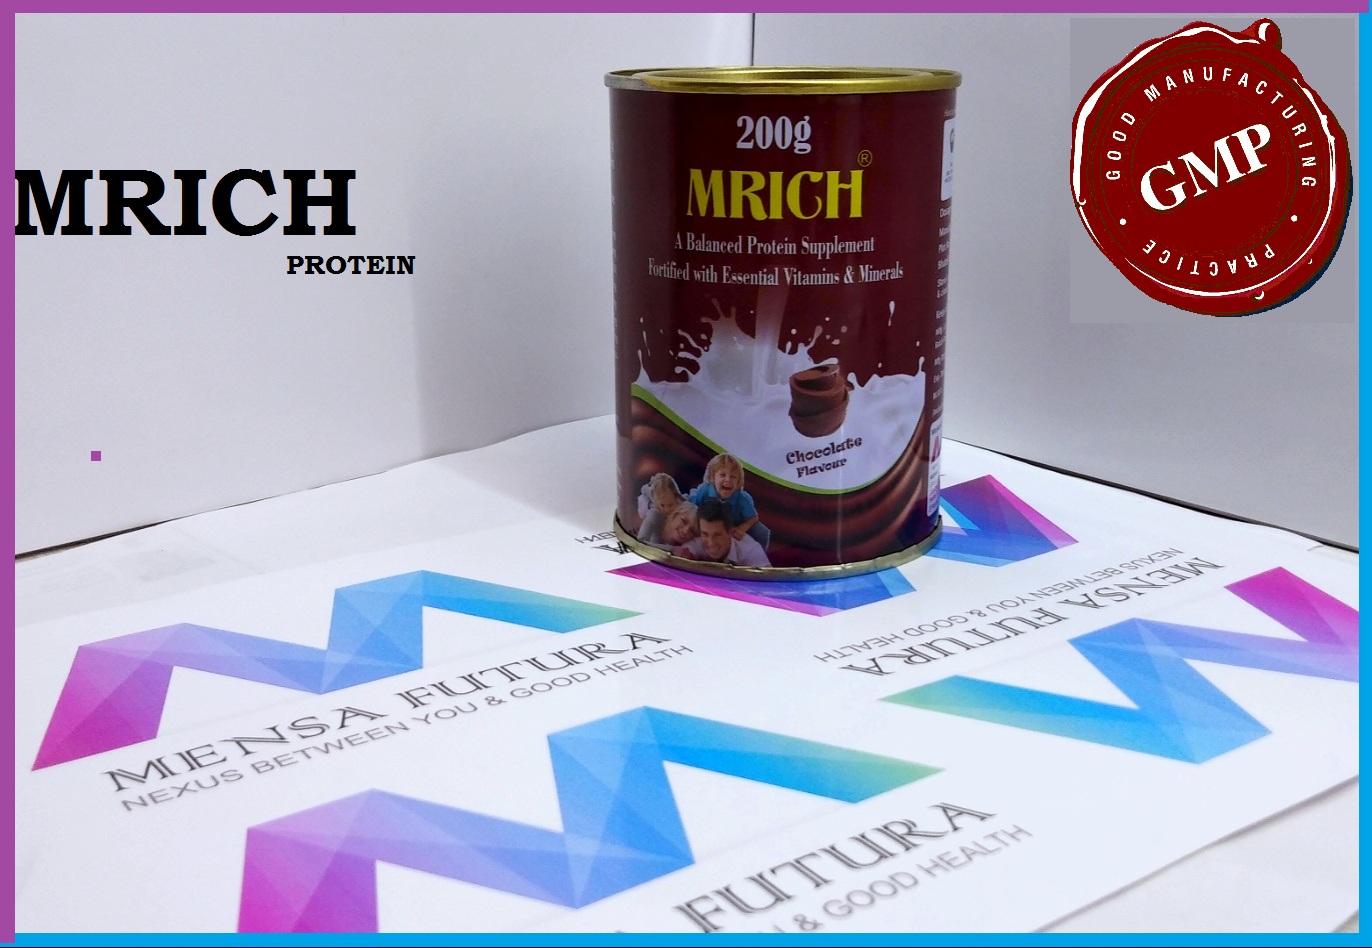 MRICH
PROTEIN
200g
MRICH®
A Balanced Protein Supplement
Fortified with Essential Vitamins & Minerals
Chocolate
Flavour
GOOD MANUFACTURING
GMP
PRACTICE
MENSA FUTURA
NEXUS BETWEEN YOU & GOOD HEALTH
MENSA FUTURA
NEXUS BETWEEN YOU & GOOD HEALTH
FUTURA
& GOOD HEALTH